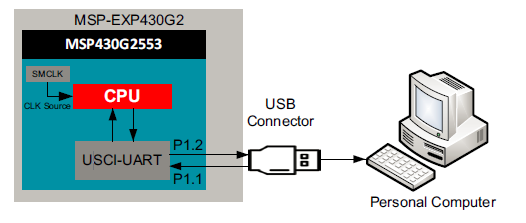 MSP-EXP430G2
MSP430G2553
SMCLK
CPU
CLK Source
USB
Connector
P1.2
USCI-UART
P1.1
Personal Computer